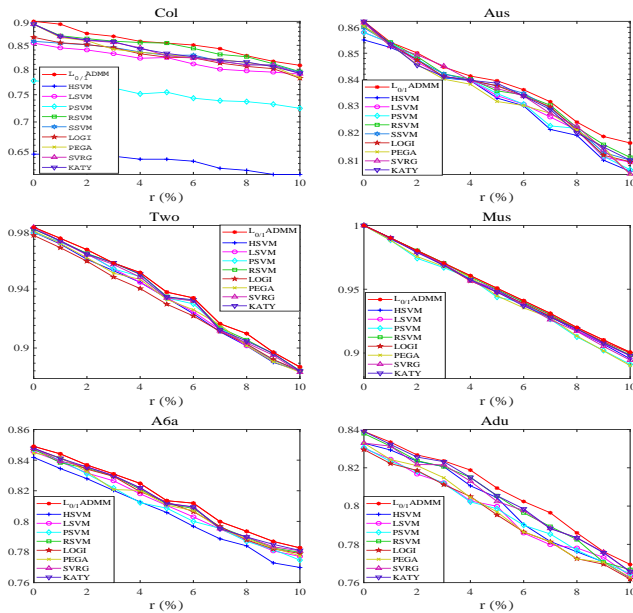 Col
0.9
0.85
0.8
0.75
0.7
0.65
L0/1ADMM
HSVM
LSVM
PSVM
RSVM
SSVM
LOGI
PEGA
SVRG
KATY
0 2 4 6 8 10
r (%)
Aus
0.86
0.85
0.84
0.83
0.82
0.81
L0/1ADMM
HSVM
LSVM
PSVM
RSVM
SSVM
LOGI
PEGA
SVRG
KATY
0 2 4 6 8 10
r (%)
Two
0.98
0.94
0.9
L0/1ADMM
HSVM
LSVM
PSVM
RSVM
LOGI
PEGA
SVRG
KATY
0 2 4 6 8 10
r (%)
Mus
1
0.95
0.9
L0/1ADMM
HSVM
LSVM
PSVM
RSVM
LOGI
PEGA
SVRG
KATY
0 2 4 6 8 10
r (%)
A6a
0.86
0.84
0.82
0.8
0.78
0.76
L0/1ADMM
HSVM
LSVM
PSVM
RSVM
LOGI
PEGA
SVRG
KATY
0 2 4 6 8 10
r (%)
Adu
0.84
0.82
0.8
0.78
0.76
L0/1ADMM
HSVM
LSVM
PSVM
RSVM
LOGI
PEGA
SVRG
KATY
0 2 4 6 8 10
r (%)